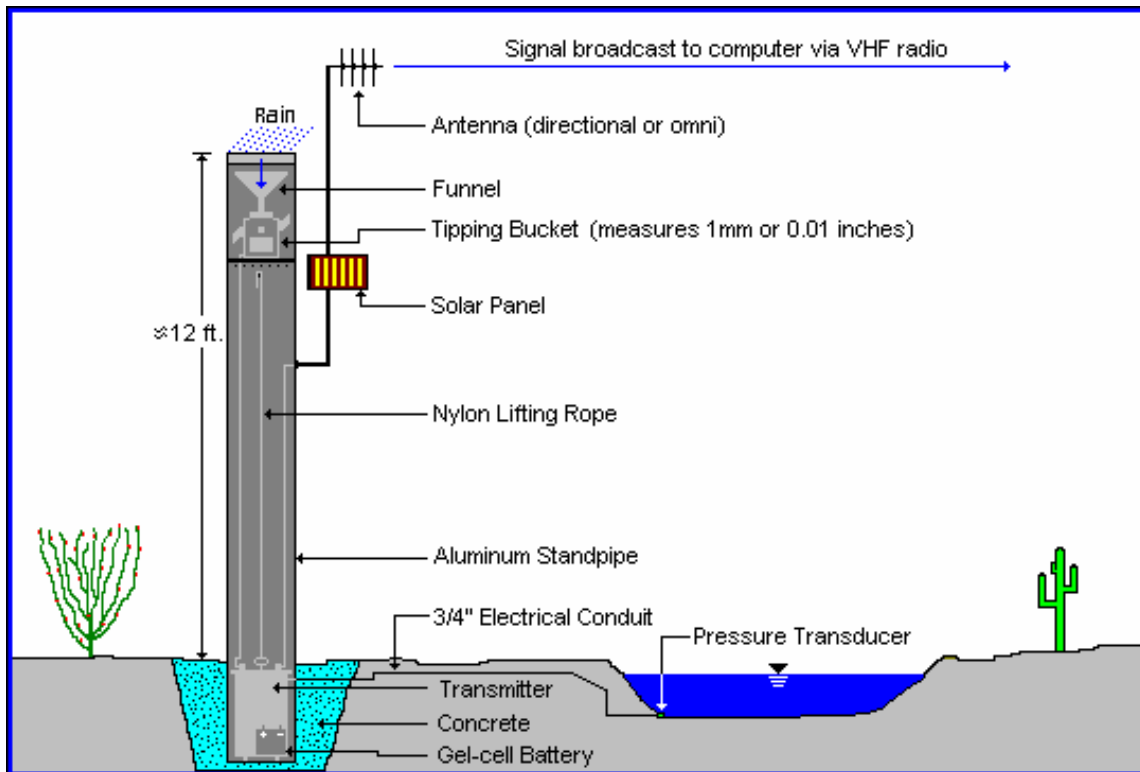 Signal broadcast to computer via VHF radio
Rain
Antenna (directional or omni)
Funnel
Tipping Bucket (measures 1mm or 0.01 inches)
Solar Panel
≈12 ft.
Nylon Lifting Rope
Aluminum Standpipe
3/4" Electrical Conduit
Pressure Transducer
Transmitter
Concrete
+ -
Gel-cell Battery